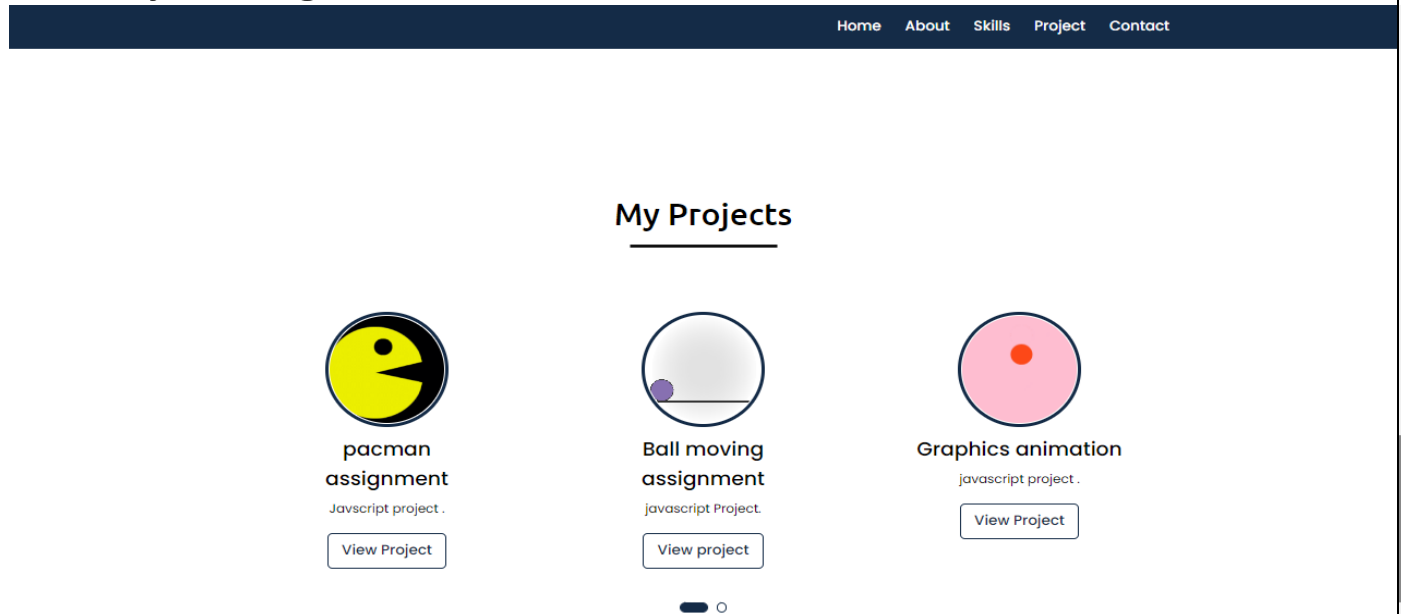 Home About Skills Project Contact
My Projects
pacman
assignment
Javscript project .
View Project
Ball moving
assignment
javascript Project.
View project
Graphics animation
javascript project .
View Project